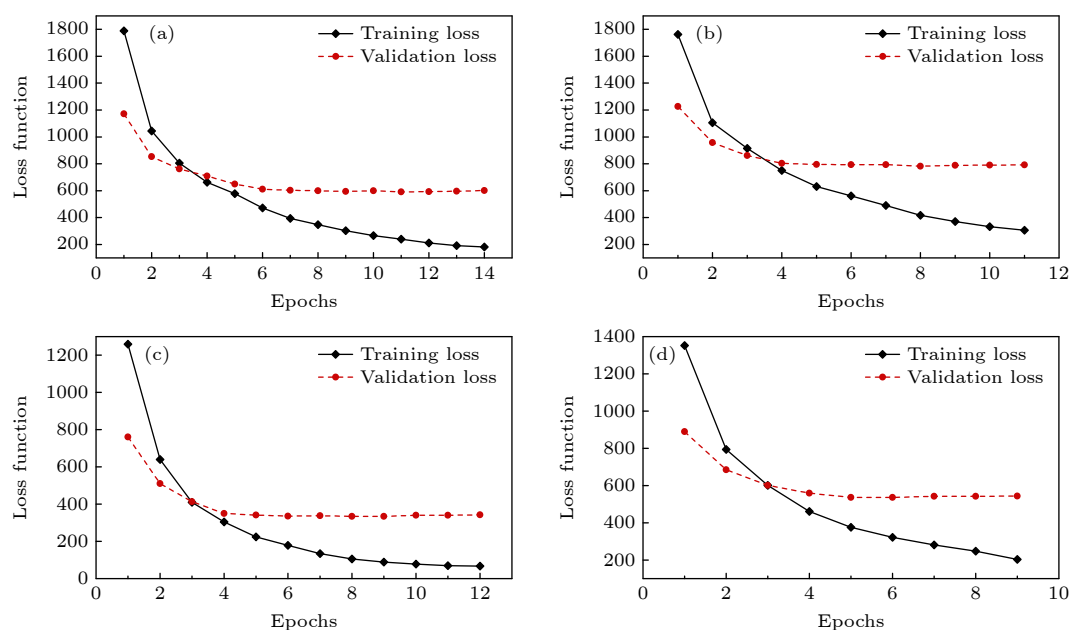 1800
1600
1400
1200
1000
800
600
400
200
0 2 4 6 8 10 12 14
Loss function
Epochs
(a)
Training loss
Validation loss
1800
1600
1400
1200
1000
800
600
400
200
0 2 4 6 8 10 12
Loss function
Epochs
(b)
Training loss
Validation loss
1200
1000
800
600
400
200
0
0 2 4 6 8 10 12
Loss function
Epochs
(c)
Training loss
Validation loss
1400
1200
1000
800
600
400
200
0 2 4 6 8 10
Loss function
Epochs
(d)
Training loss
Validation loss